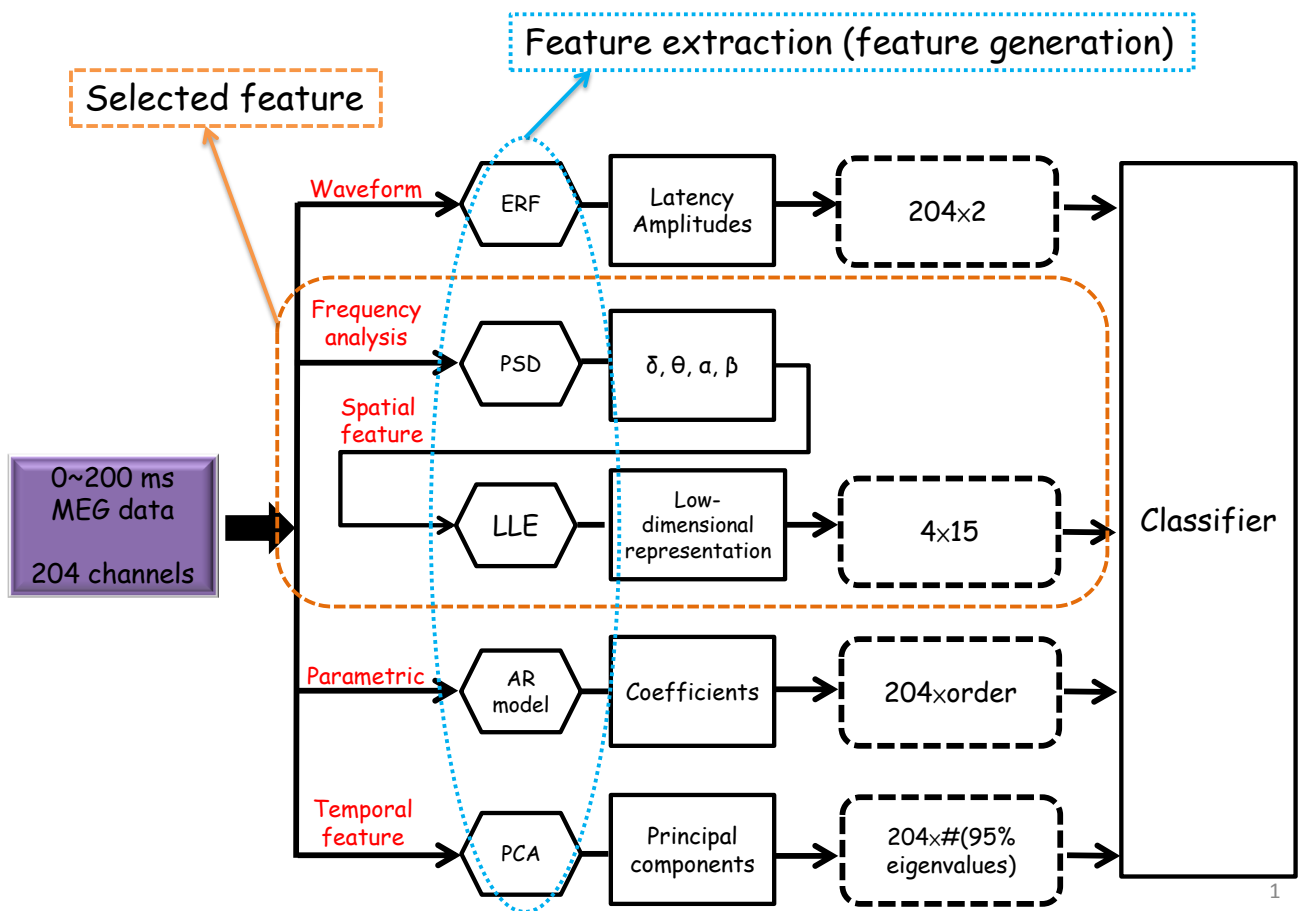 Feature extraction (feature generation)
Selected feature
Waveform
ERF
Latency
Amplitudes
204×2
Frequency
analysis
PSD
δ, θ, α, β
Spatial
feature
LLE
Low-
dimensional
representation
4×15
0~200 ms
MEG data
204 channels
Classifier
Parametric
AR
model
Coefficients
204×order
Temporal
feature
PCA
Principal
components
204×#(95%
eigenvalues)
1